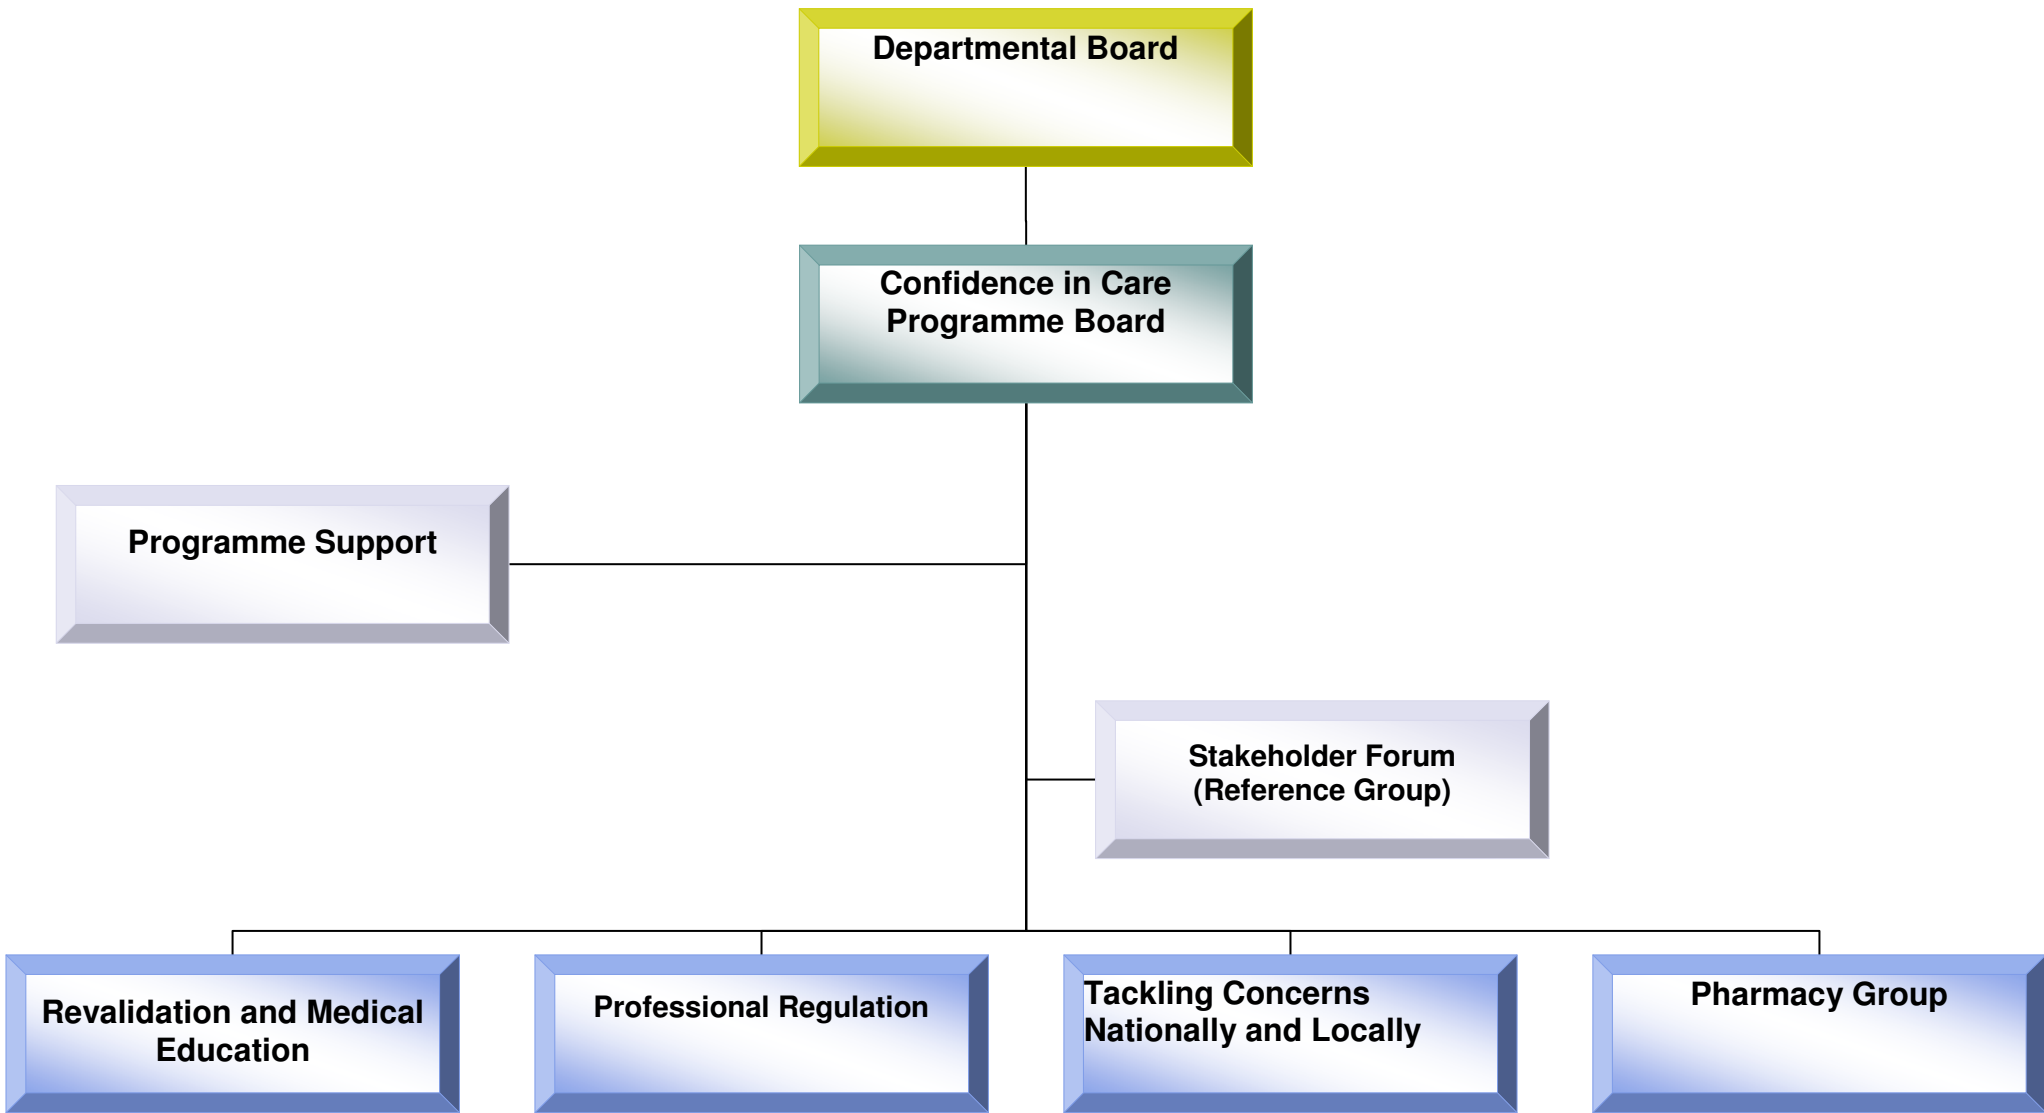 Departmental Board
Confidence in Care
Programme Board
Programme Support
Stakeholder Forum
(Reference Group)
Revalidation and Medical
Education
Professional Regulation
Tackling Concerns
Nationally and Locally
Pharmacy Group